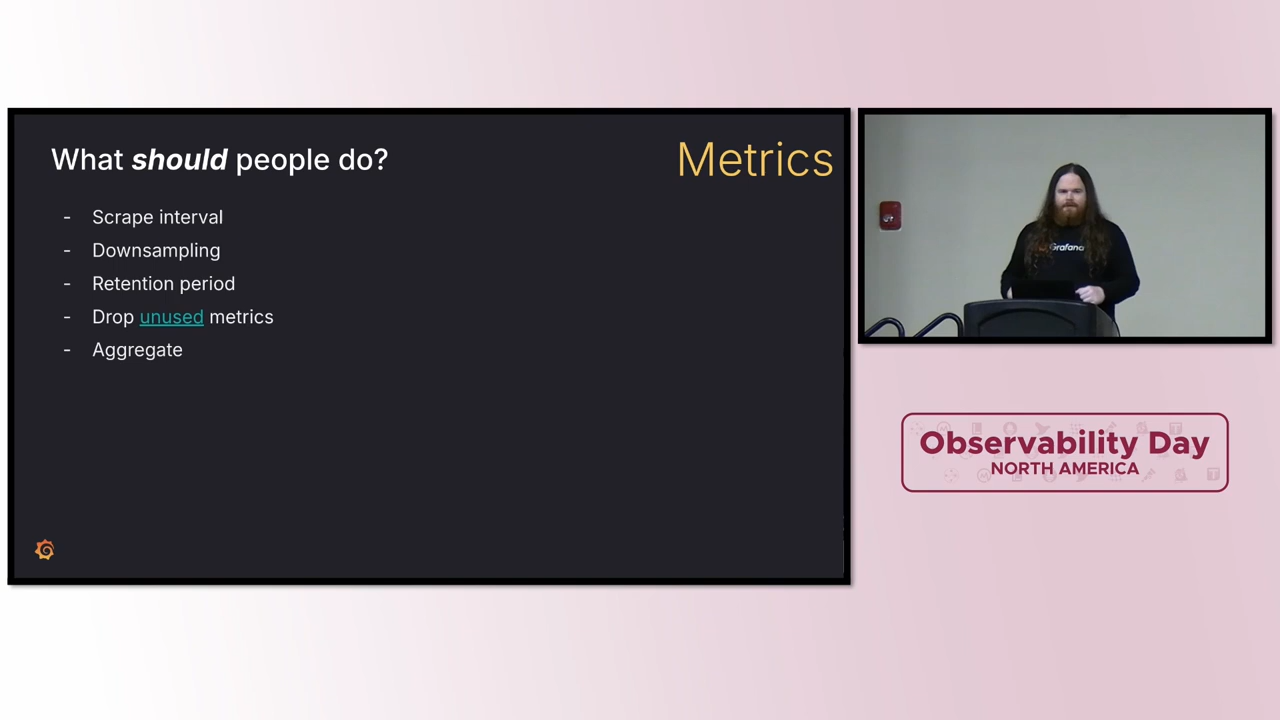 What should people do?
Metrics
- Scrape interval
- Downsampling
- Retention period
- Drop unused metrics
- Aggregate
Grafana
Observability Day
NORTH AMERICA